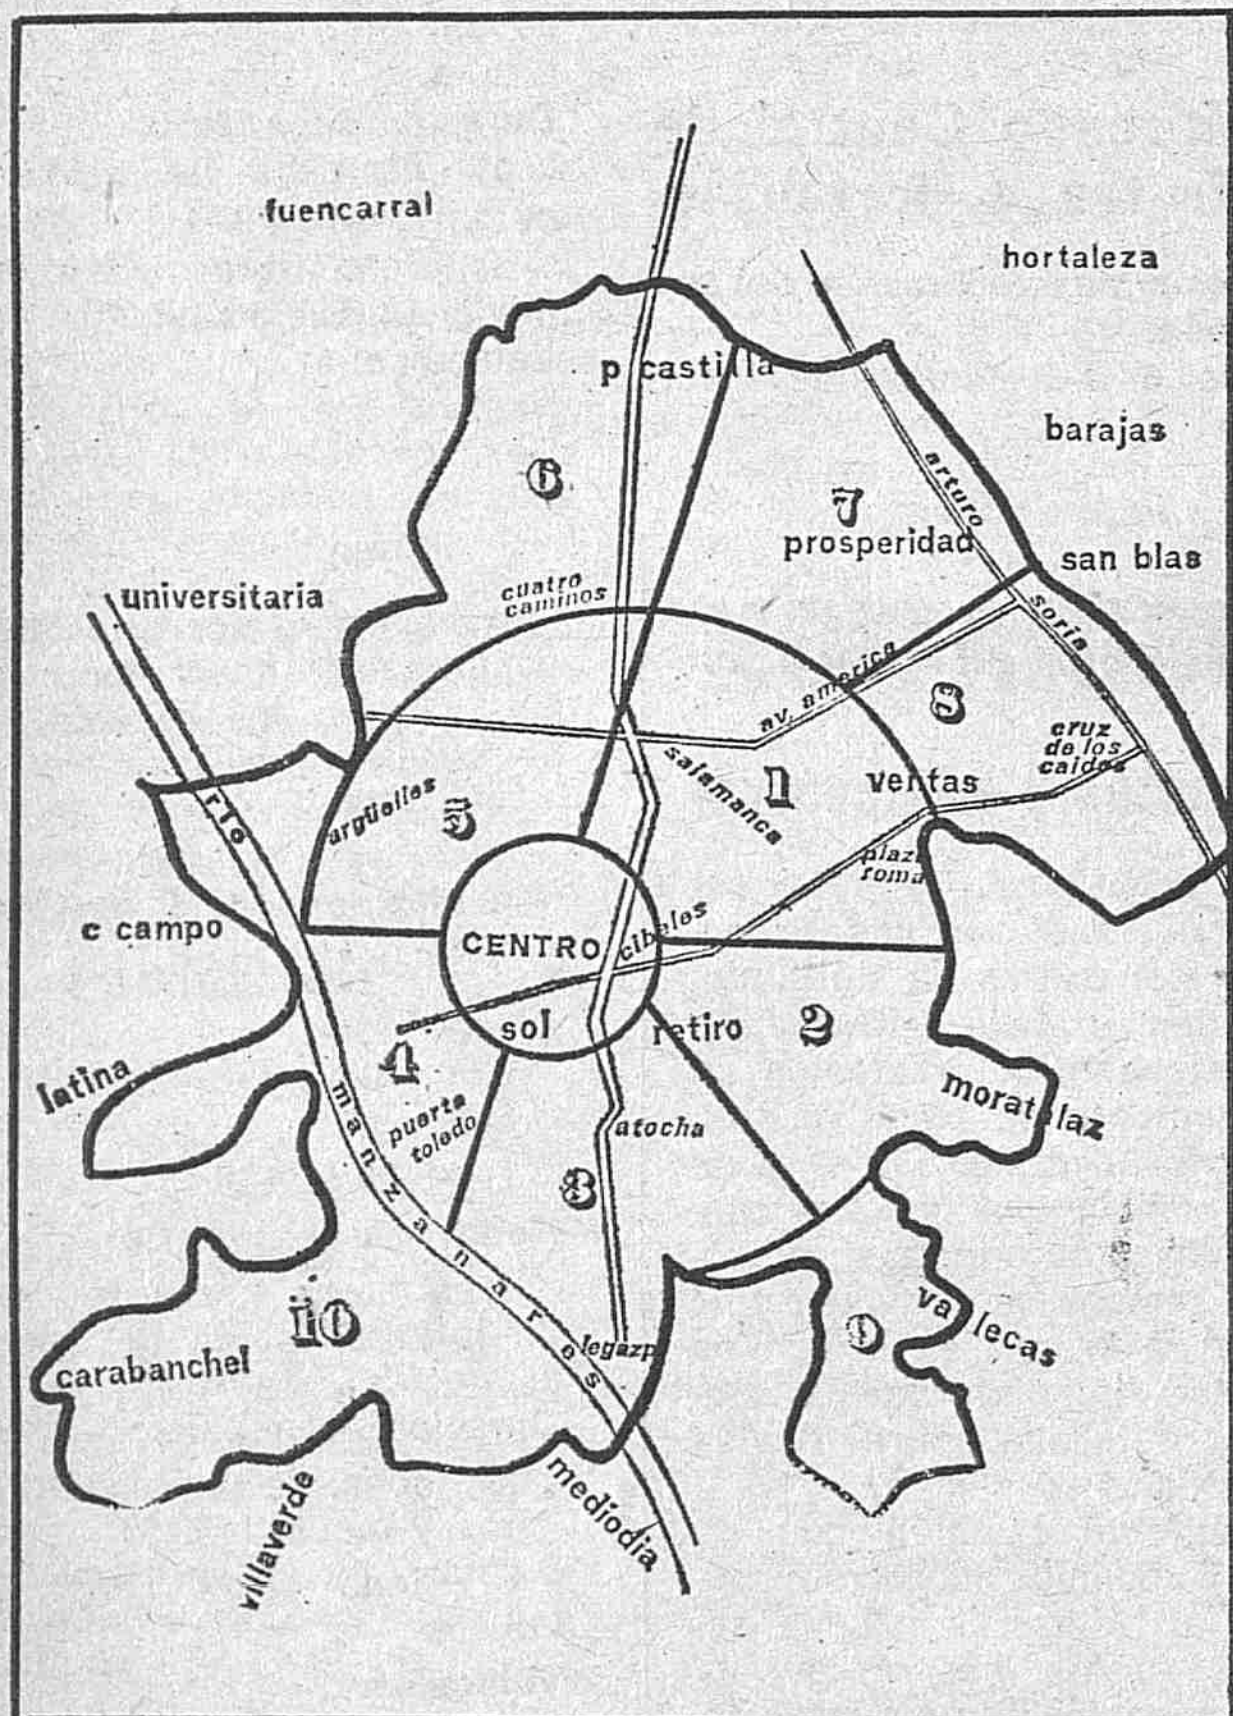 fuencarral
hortaleza
p castilla
barajas
6
arturo
7
prosperidad
san blas
universitaria
cuatro
caminos
soria
av. america
8
cruz
de los
caidos
salamanca
1
ventas
rio
argüelles
5
plaza
roma
c campo
CENTRO
cibeles
sol
retiro
2
4
latina
manzanares
puerta
toledo
atocha
moratalaz
3
10
vallecas
9
legazp
carabanchel
villaverde
mediodia